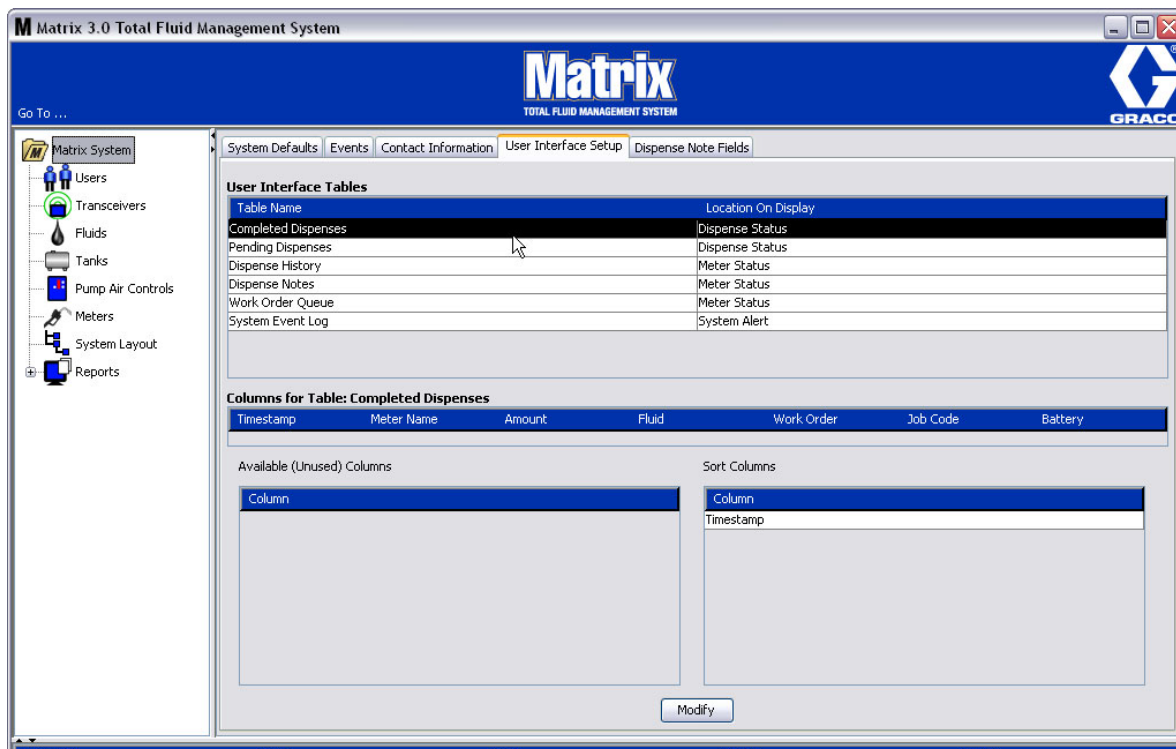 Matrix 3.0 Total Fluid Management System
Matrix
TOTAL FLUID MANAGEMENT SYSTEM
Go To ...
GRACO
Matrix System
Users
Transceivers
Fluids
Tanks
Pump Air Controls
Meters
System Layout
Reports
System Defaults Events Contact Information User Interface Setup Dispense Note Fields
User Interface Tables
Table Name Location On Display
Completed Dispenses Dispense Status
Pending Dispenses Dispense Status
Dispense History Meter Status
Dispense Notes Meter Status
Work Order Queue Meter Status
System Event Log System Alert
Columns for Table: Completed Dispenses
Timestamp Meter Name Amount Fluid Work Order Job Code Battery
Available (Unused) Columns Sort Columns
Column Column
Timestamp
Modify